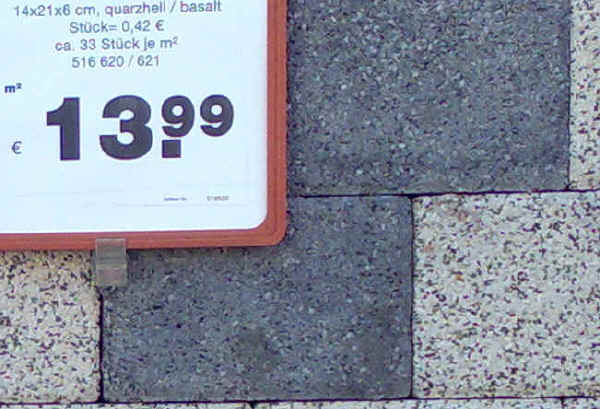 14x21x6 cm, quarzhell / basalt
Stück= 0,42 €
ca. 33 Stück je m²
516 620 / 621
m²
€ 13.99